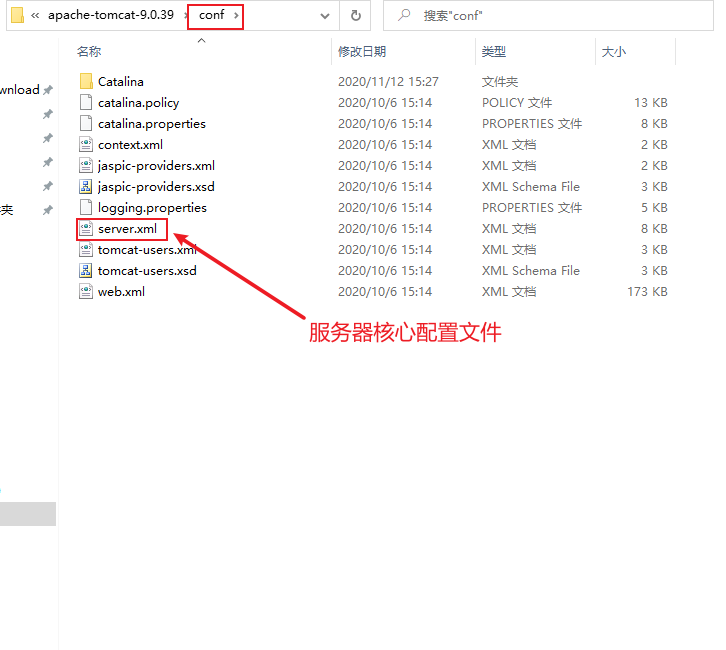 « apache-tomcat-9.0.39 › conf ›
搜索"conf"
名称 修改日期 类型 大小
Catalina 2020/11/12 15:27 文件夹
wnload
catalina.policy 2020/10/6 15:14 POLICY 文件 13 KB
catalina.properties 2020/10/6 15:14 PROPERTIES 文件 8 KB
context.xml 2020/10/6 15:14 XML 文档 2 KB
jaspic-providers.xml 2020/10/6 15:14 XML 文档 2 KB
jaspic-providers.xsd 2020/10/6 15:14 XML Schema File 3 KB
夹
logging.properties 2020/10/6 15:14 PROPERTIES 文件 5 KB
server.xml 2020/10/6 15:14 XML 文档 8 KB
tomcat-users.xml 2020/10/6 15:14 XML 文档 3 KB
tomcat-users.xsd 2020/10/6 15:14 XML Schema File 3 KB
web.xml 2020/10/6 15:14 XML 文档 173 KB
服务器核心配置文件